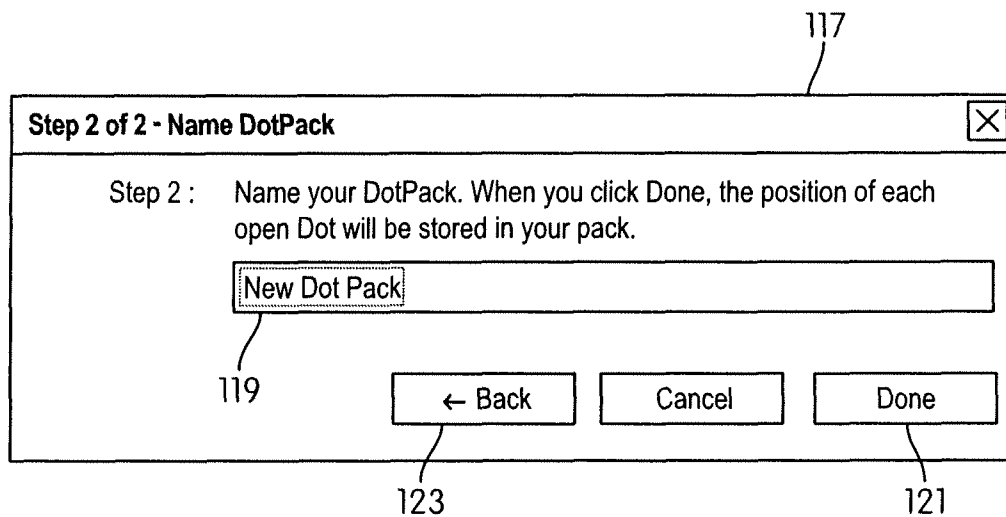 117
Step 2 of 2 - Name DotPack
Step 2 : Name your DotPack. When you click Done, the position of each
open Dot will be stored in your pack.
New Dot Pack
119
← Back Cancel Done
123 121